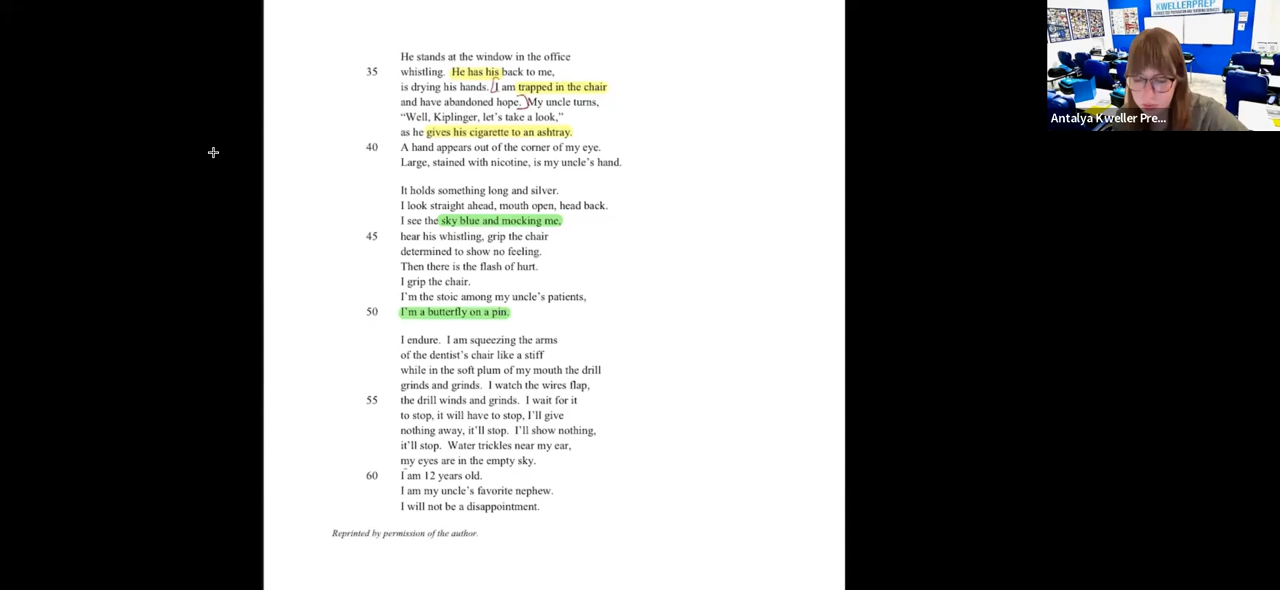 He stands at the window in the office
35 whistling. He has his back to me,
is drying his hands. I am trapped in the chair
and have abandoned hope. My uncle turns,
“Well, Kiplinger, let’s take a look,”
as he gives his cigarette to an ashtray.
40 A hand appears out of the corner of my eye.
Large, stained with nicotine, is my uncle’s hand.
It holds something long and silver.
I look straight ahead, mouth open, head back.
I see the sky blue and mocking me,
45 hear his whistling, grip the chair
determined to show no feeling.
Then there is the flash of hurt.
I grip the chair.
I’m the stoic among my uncle’s patients,
50 I’m a butterfly on a pin.
I endure. I am squeezing the arms
of the dentist’s chair like a stiff
while in the soft plum of my mouth the drill
grinds and grinds. I watch the wires flap,
55 the drill winds and grinds. I wait for it
to stop, it will have to stop, I’ll give
nothing away, it’ll stop. I’ll show nothing,
it’ll stop. Water trickles near my ear,
my eyes are in the empty sky.
60 I am 12 years old.
I am my uncle’s favorite nephew.
I will not be a disappointment.
Reprinted by permission of the author.
KWELLERPREP
Antalya Kweller Pre...